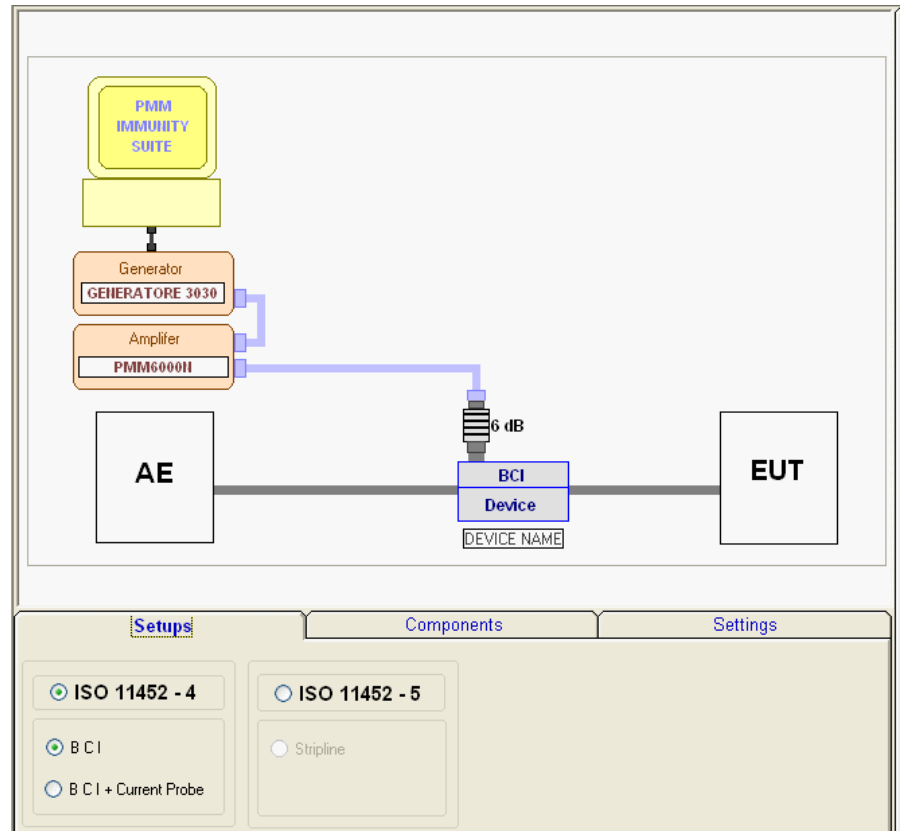 PMM
IMMUNITY
SUITE
Generator
GENERATORE 3030
Amplifer
PMM6000N
6 dB
AE
BCI
Device
EUT
DEVICE NAME
Setups
Components
Settings
ISO 11452 - 4
ISO 11452 - 5
B C I
Stripline
B C I + Current Probe